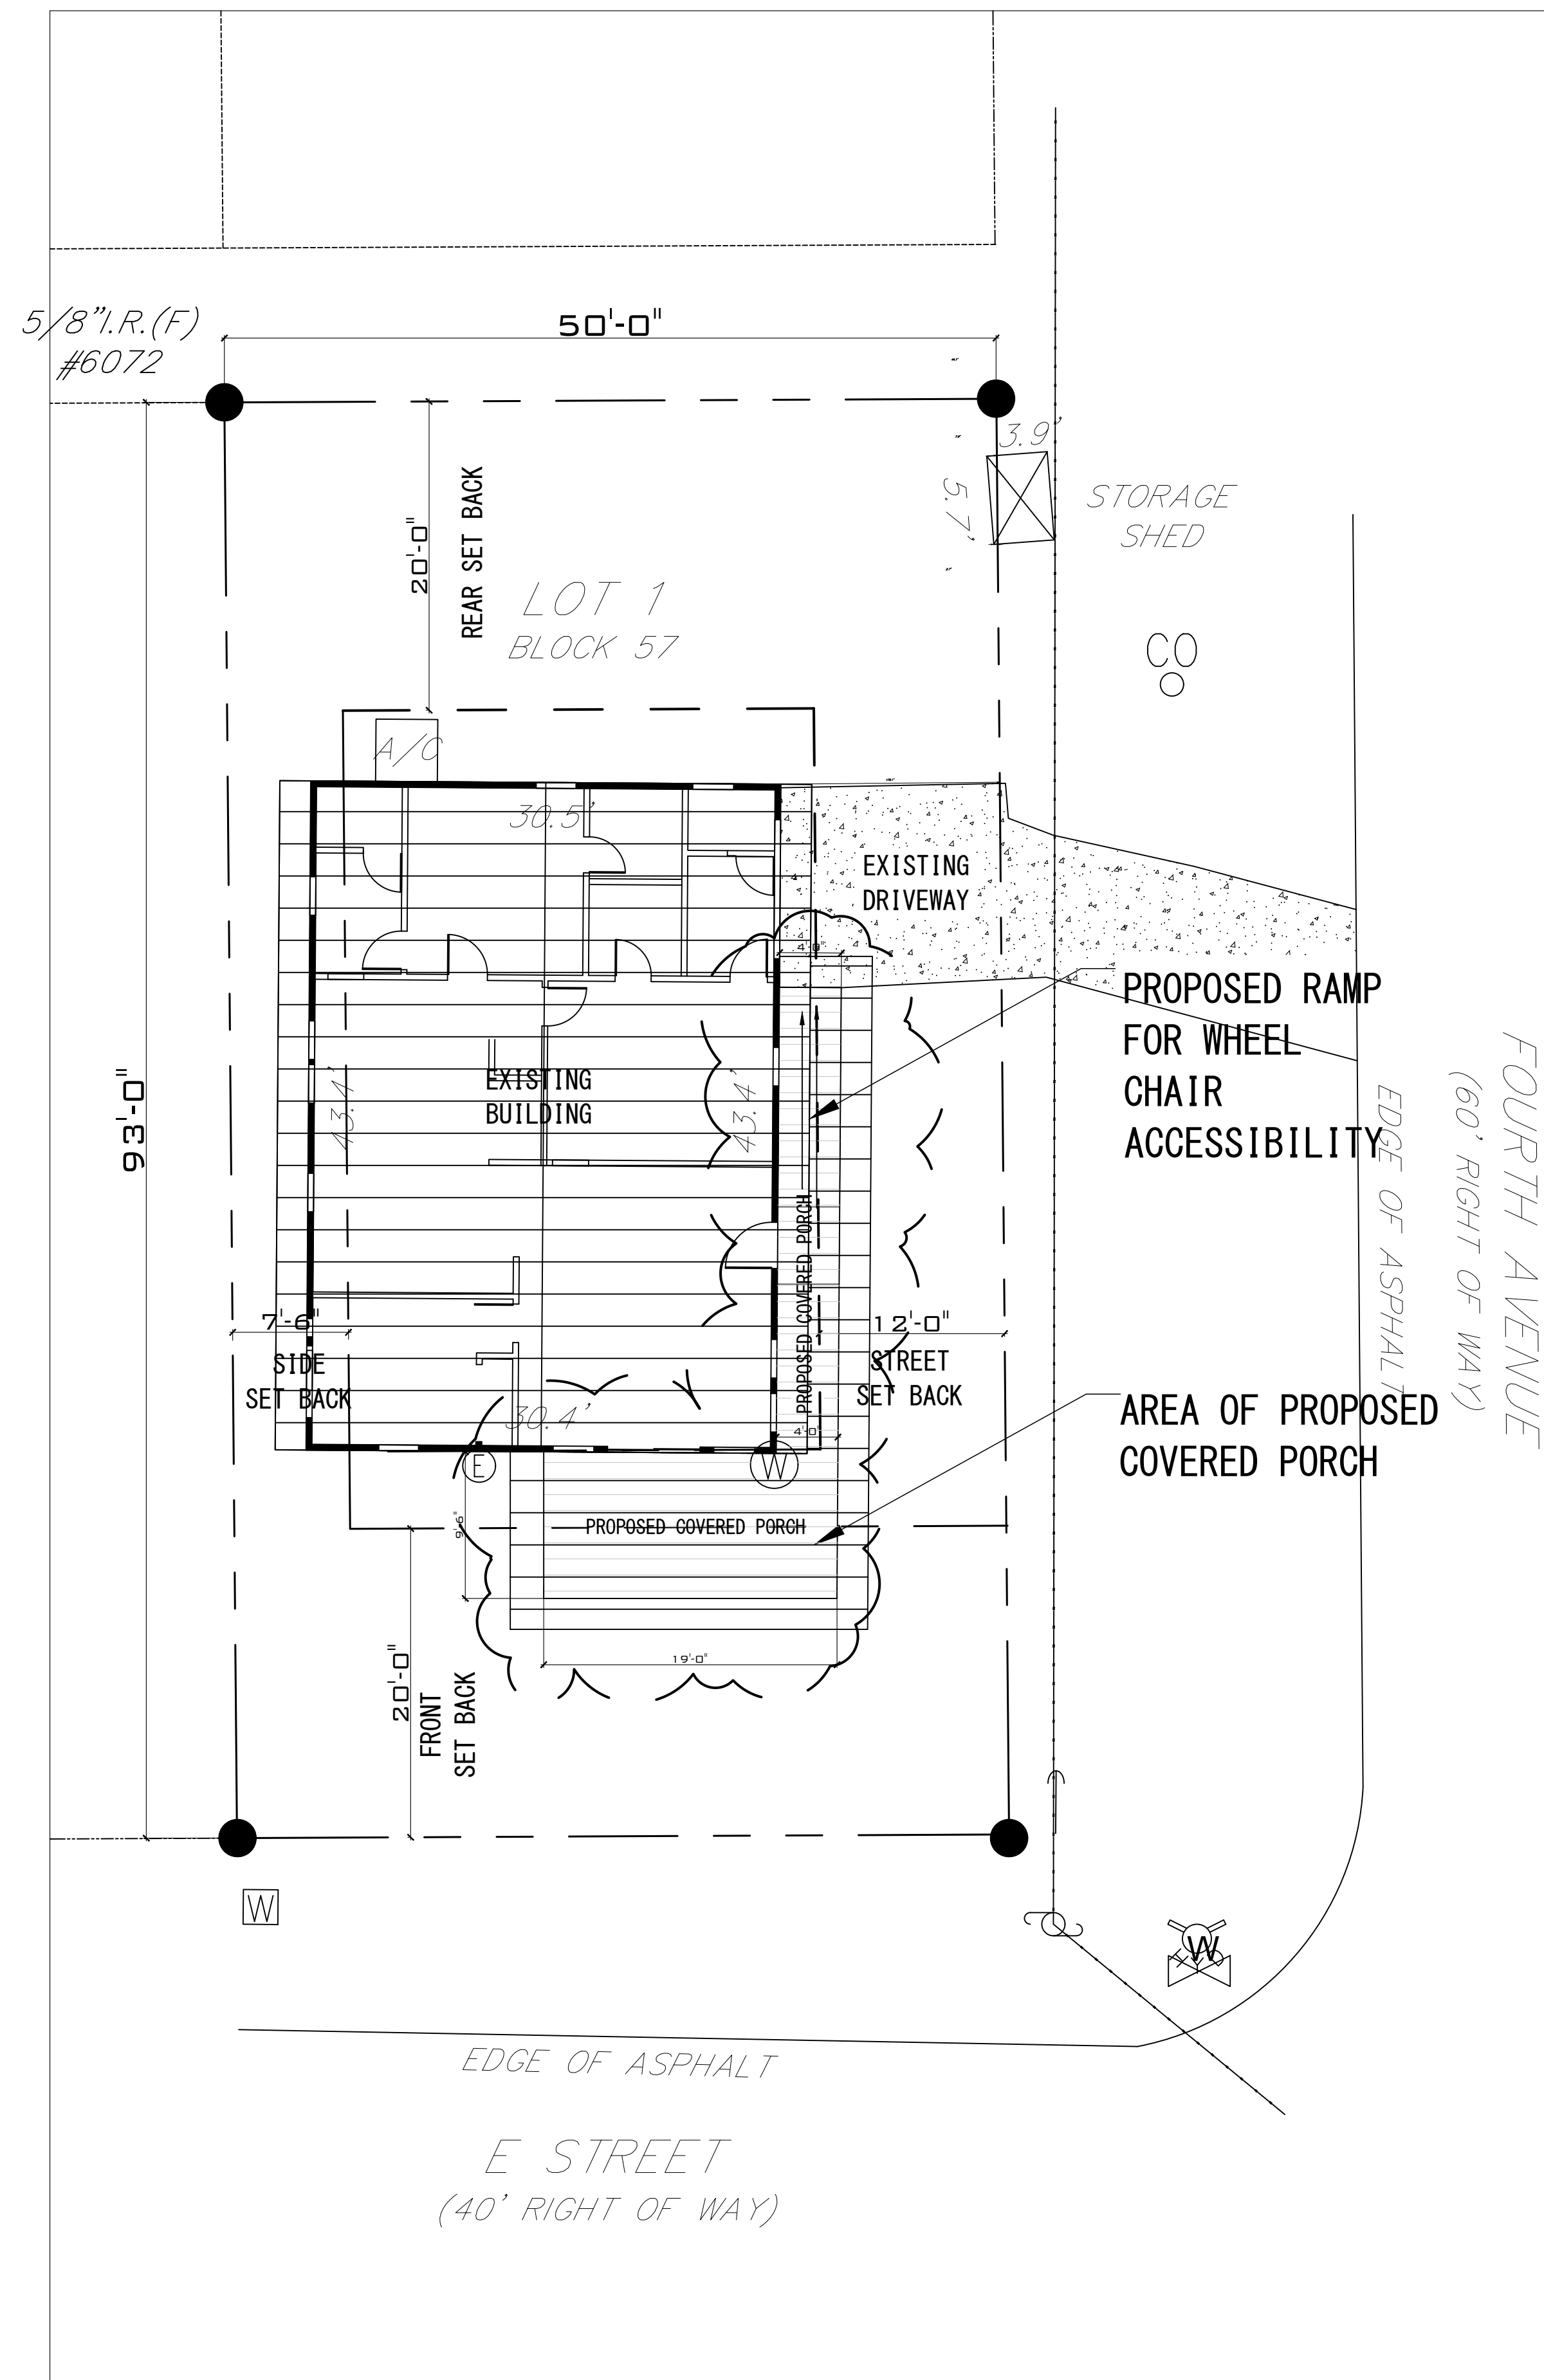 5/8"I.R.(F)
#6072
50'-0"
3.9'
5.7'
STORAGE
SHED
20'-0"
REAR SET BACK
LOT 1
BLOCK 57
CO
A/C
30.5'
EXISTING
DRIVEWAY
4'-0"
PROPOSED RAMP
FOR WHEEL
CHAIR
ACCESSIBILITY
93'-0"
43.4'
EXISTING
BUILDING
43.4'
PROPOSED COVERED PORCH
EDGE OF ASPHALT
(60' RIGHT OF WAY)
FOURTH AVENUE
7'-6"
SIDE
SET BACK
12'-0"
STREET
SET BACK
30.4'
4'-0"
AREA OF PROPOSED
COVERED PORCH
E
W
9'-6"
PROPOSED COVERED PORCH
19'-0"
20'-0"
FRONT
SET BACK
W
W
EDGE OF ASPHALT
E STREET
(40' RIGHT OF WAY)